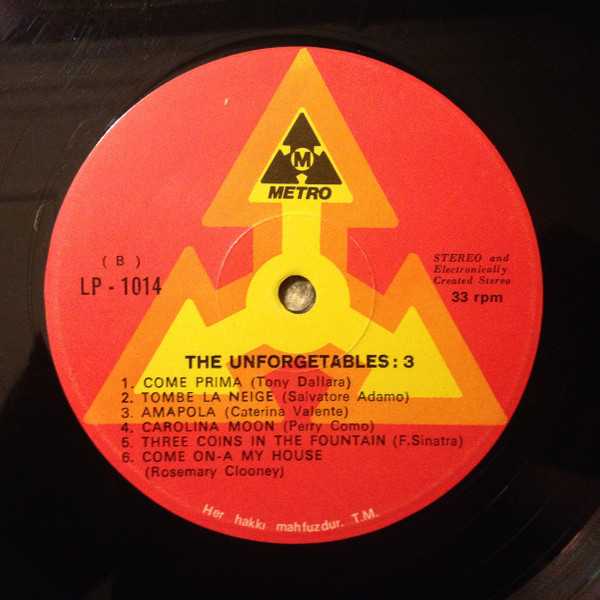 M
METRO
( B )
LP - 1014
STEREO and
Electronically
Created Stereo
33 rpm
THE UNFORGETABLES : 3
1. COME PRIMA (Tony Dallara)
2. TOMBE LA NEIGE (Salvatore Adamo)
3. AMAPOLA (Caterina Valente)
4. CAROLINA MOON (Perry Como)
5. THREE COINS IN THE FOUNTAIN (F.Sinatra)
6. COME ON-A MY HOUSE
(Rosemary Clooney)
Her hakkı mahfuzdur. T.M.